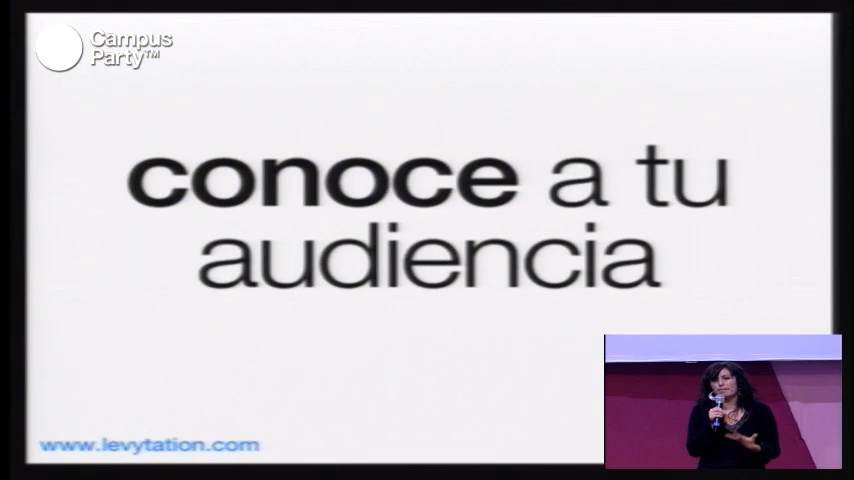 Campus
Party™
conoce a tu
audiencia
www.levytation.com